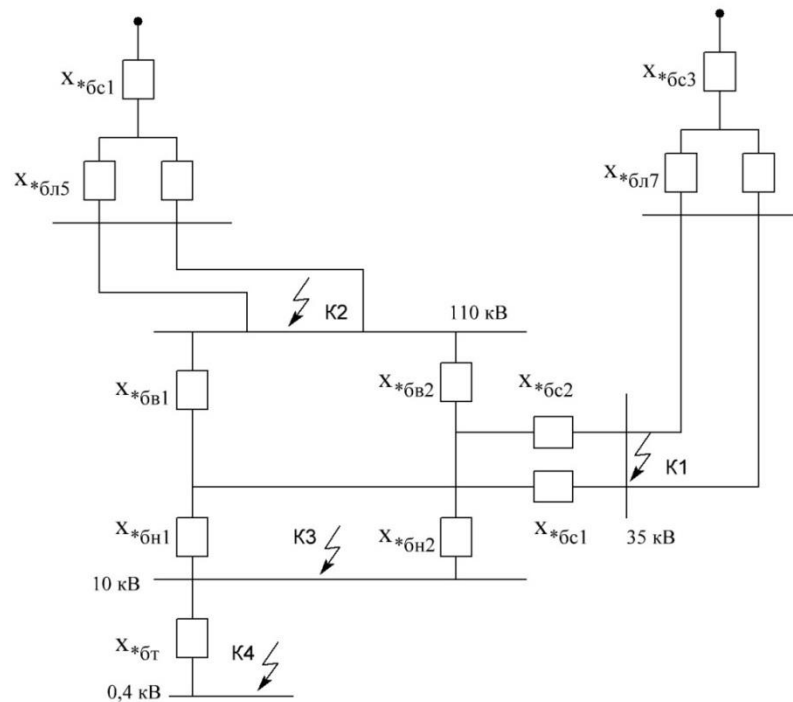 x*бс1
x*бс3
x*бл5
x*бл7
К2
110 кВ
x*бв1
x*бв2
x*бс2
К1
x*бн1
К3
x*бн2
x*бс1
35 кВ
10 кВ
x*бт
К4
0,4 кВ